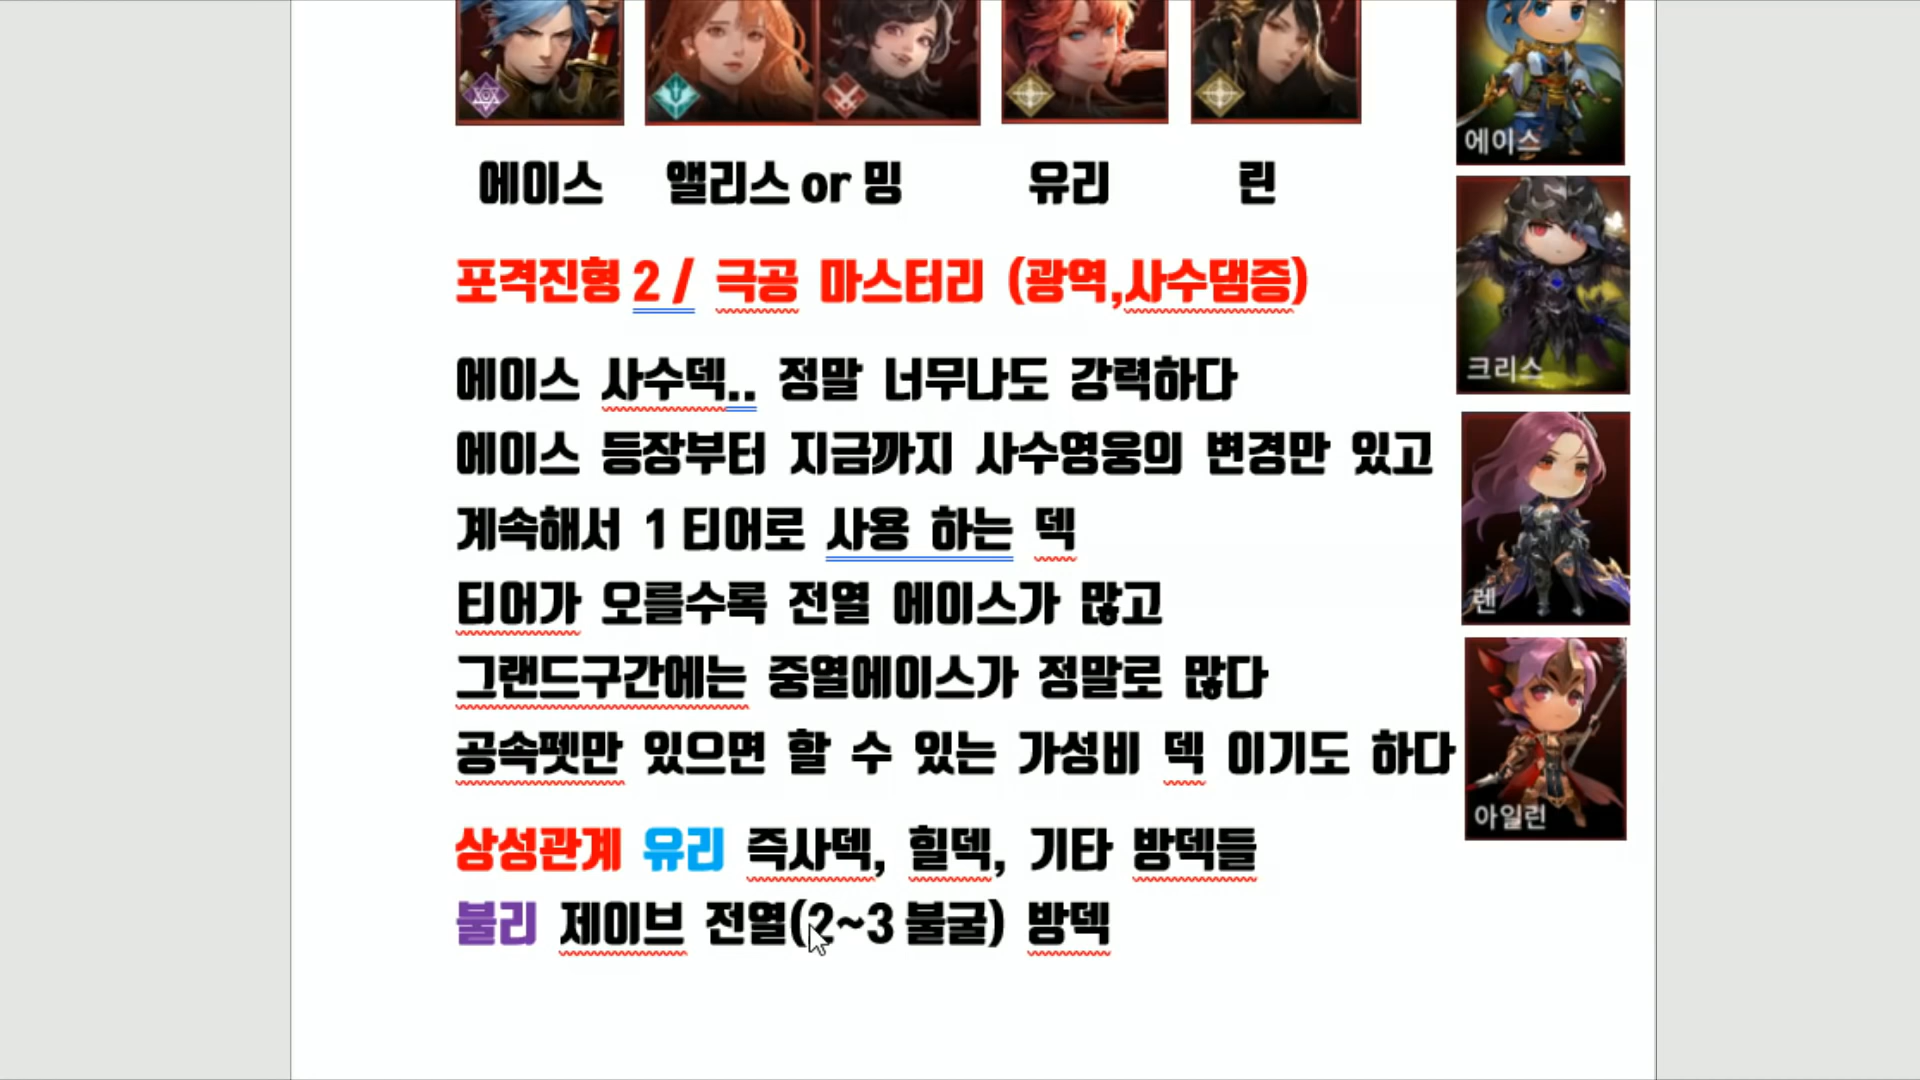 에이스 앨리스 or 밍 유리 린
포격진형 2 / 극공 마스터리 (광역,사수댐증)
에이스 사수덱.. 정말 너무나도 강력하다
에이스 등장부터 지금까지 사수영웅의 변경만 있고
계속해서 1티어로 사용 하는 덱
티어가 오를수록 전열 에이스가 많고
그랜드구간에는 중열에이스가 정말로 많다
공속펫만 있으면 할 수 있는 가성비 덱 이기도 하다
상성관계 유리 즉사덱, 힐덱, 기타 방덱들
불리 제이브 전열(2~3불굴) 방덱
에이스
크리스
렌
아일린